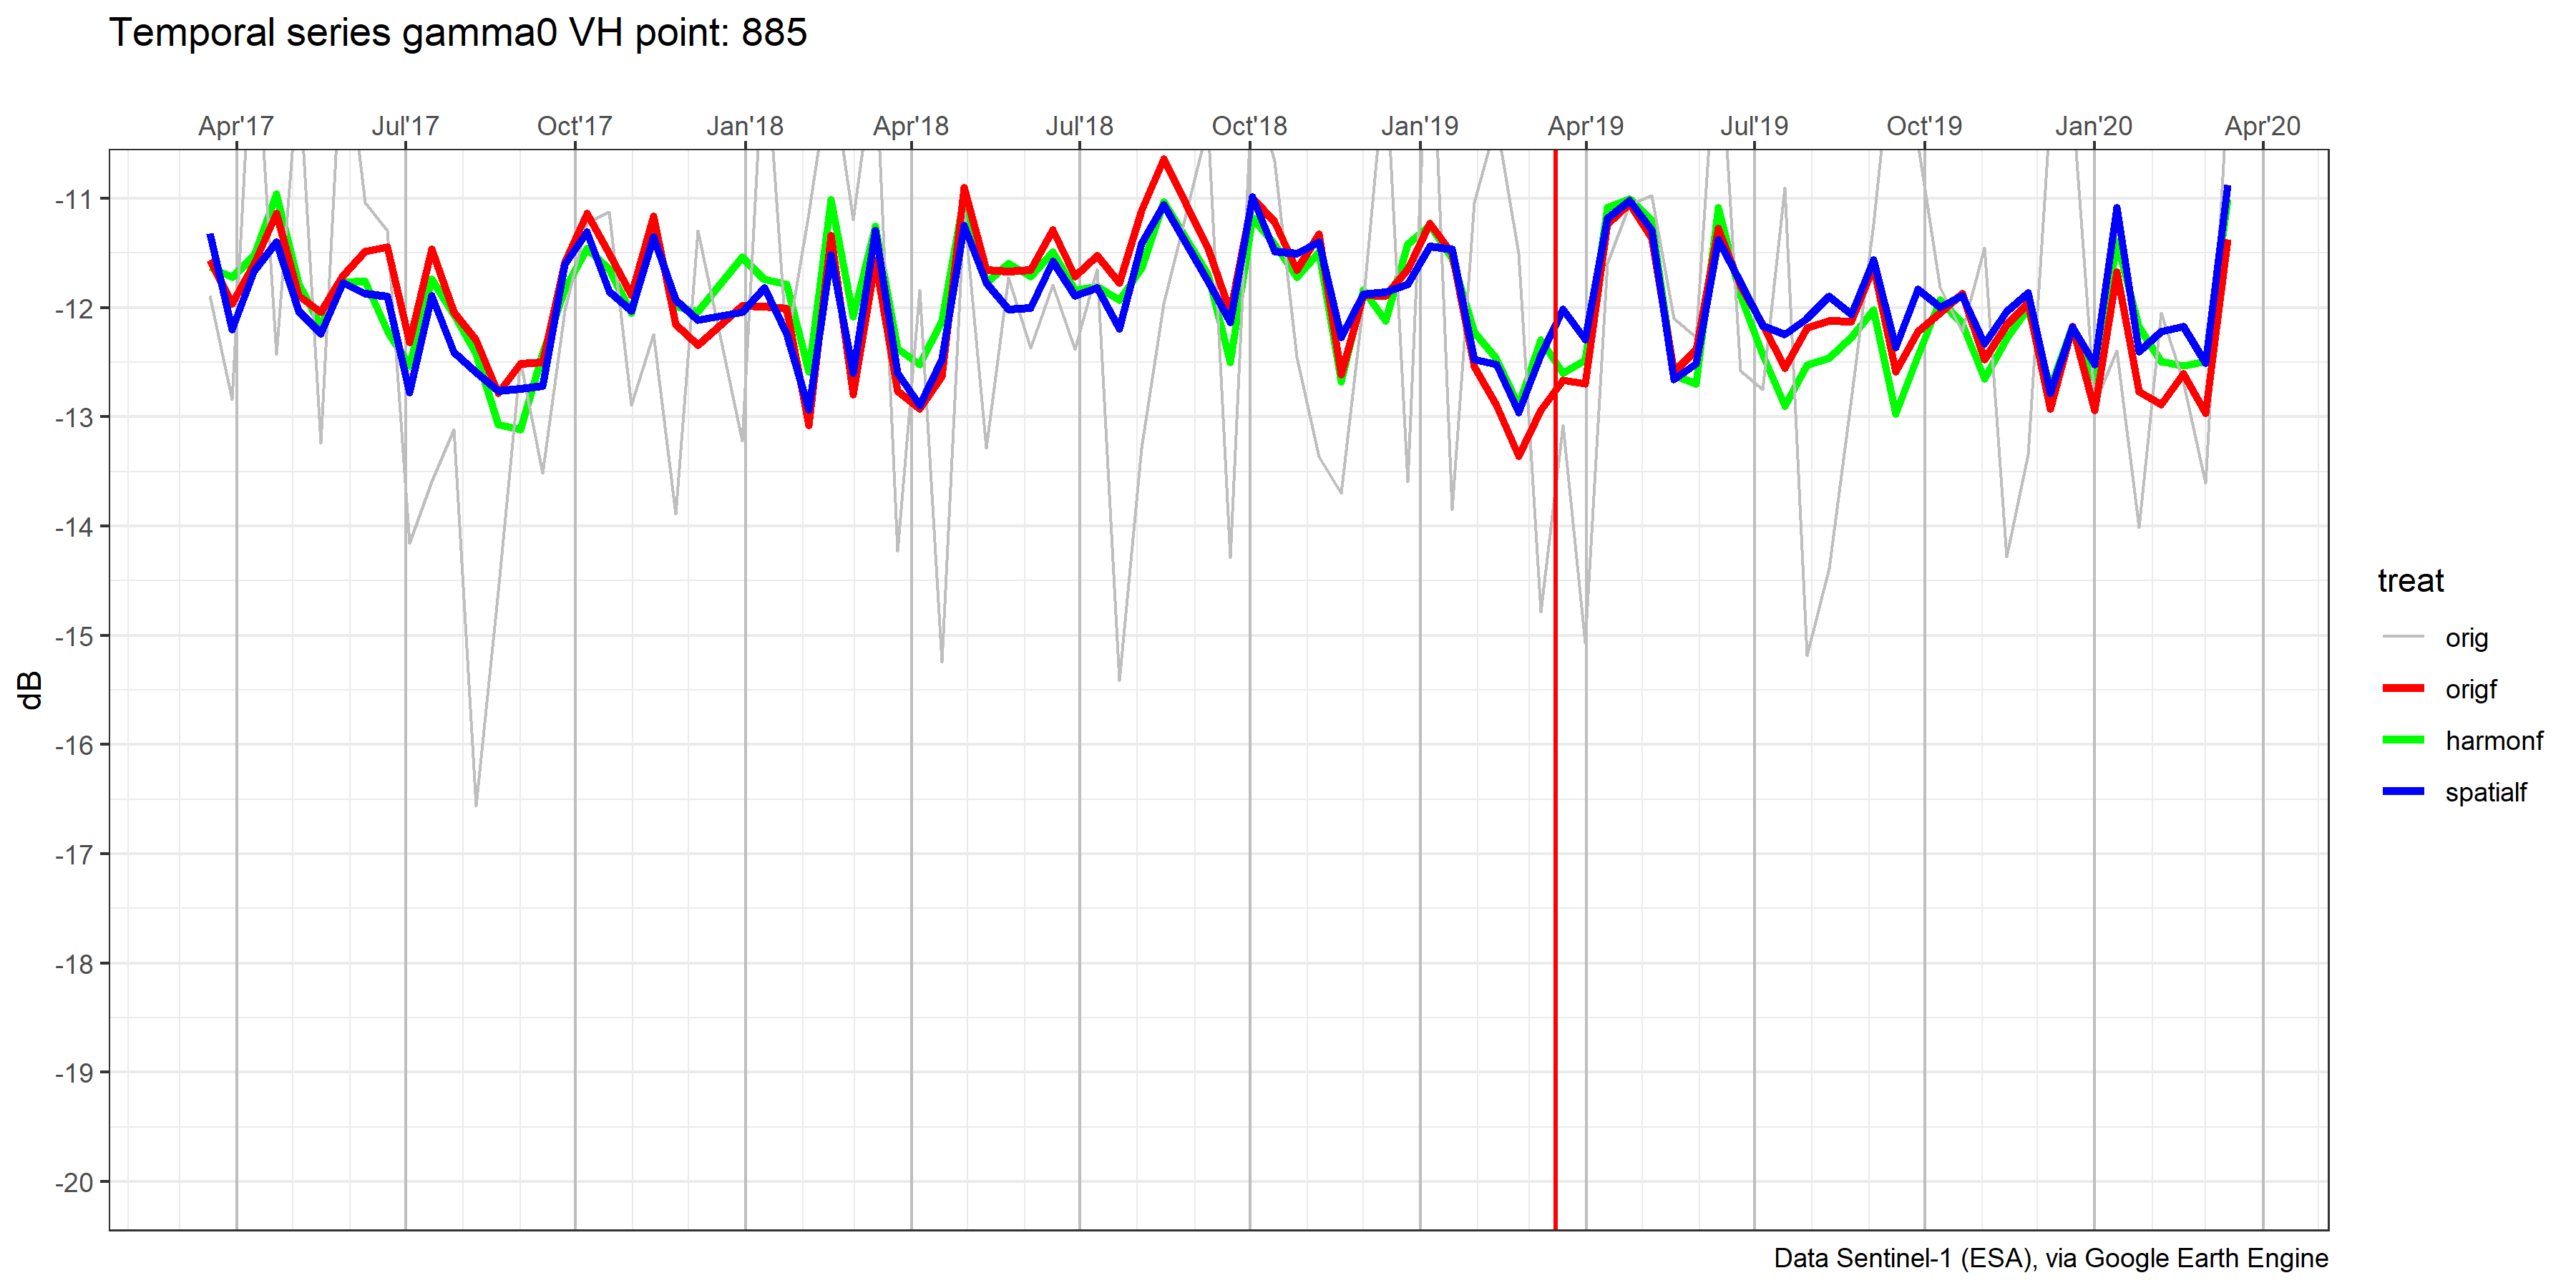 Temporal series gamma0 VH point: 885
Apr'17 Jul'17 Oct'17 Jan'18 Apr'18 Jul'18 Oct'18 Jan'19 Apr'19 Jul'19 Oct'19 Jan'20 Apr'20
-11
-12
-13
-14
-15
-16
-17
-18
-19
-20
dB
treat
orig
origf
harmonf
spatialf
Data Sentinel-1 (ESA), via Google Earth Engine